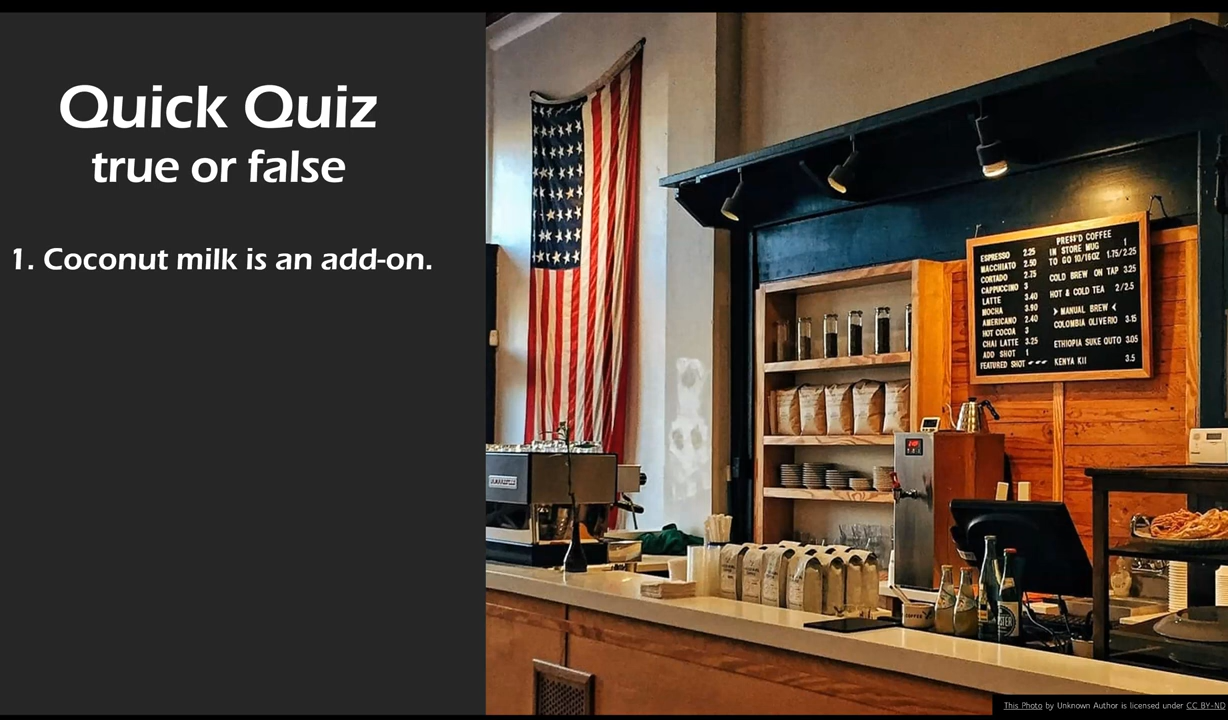 Quick Quiz
true or false
1. Coconut milk is an add-on.
ESPRESSO 2.25
MACCHIATO 2.50
CORTADO 2.75
CAPPUCCINO 3
LATTE 3.40
MOCHA 3.90
AMERICANO 2.40
HOT COCOA 3
CHAI LATTE 3.25
ADD SHOT 1
FEATURED SHOT
PRESS'D COFFEE
IN STORE MUG 1
TO GO 10/16OZ 1.75/2.25
COLD BREW ON TAP 3.25
HOT & COLD TEA 2/2.5
MANUAL BREW
COLOMBIA OLIVERIO 3.15
ETHIOPIA SUKE QUTO 3.05
KENYA KII 3.5
This Photo by Unknown Author is licensed under CC BY-ND